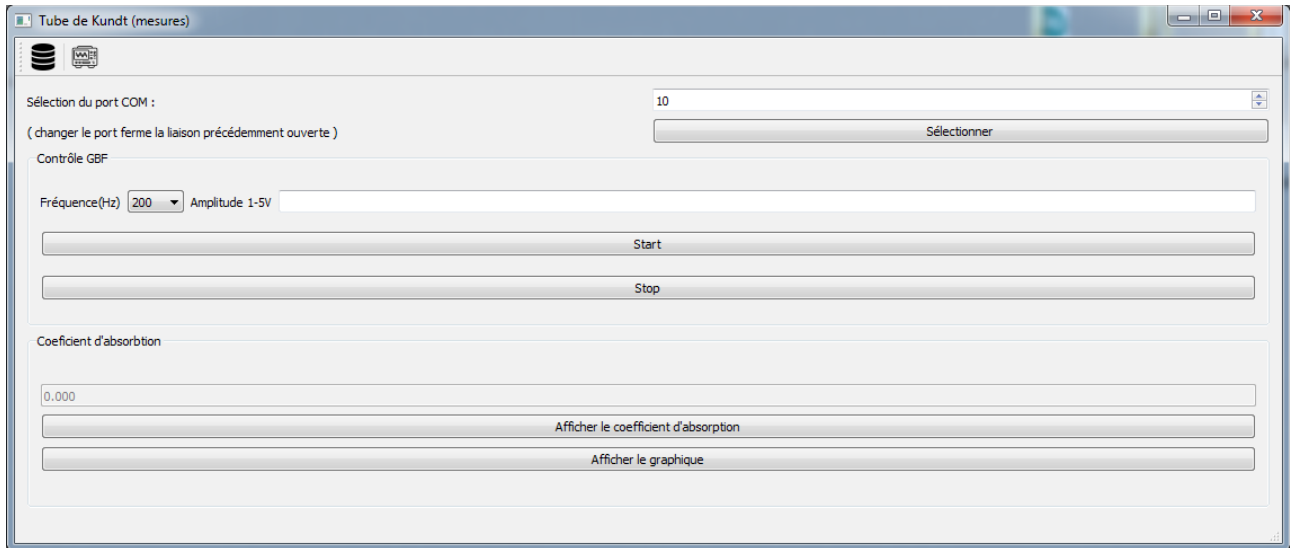 Tube de Kundt (mesures)
Sélection du port COM :
10
( changer le port ferme la liaison précédemment ouverte )
Sélectionner
Contrôle GBF
Fréquence(Hz) 200 Amplitude 1-5V
Start
Stop
Coeficient d'absorbtion
0.000
Afficher le coefficient d'absorption
Afficher le graphique